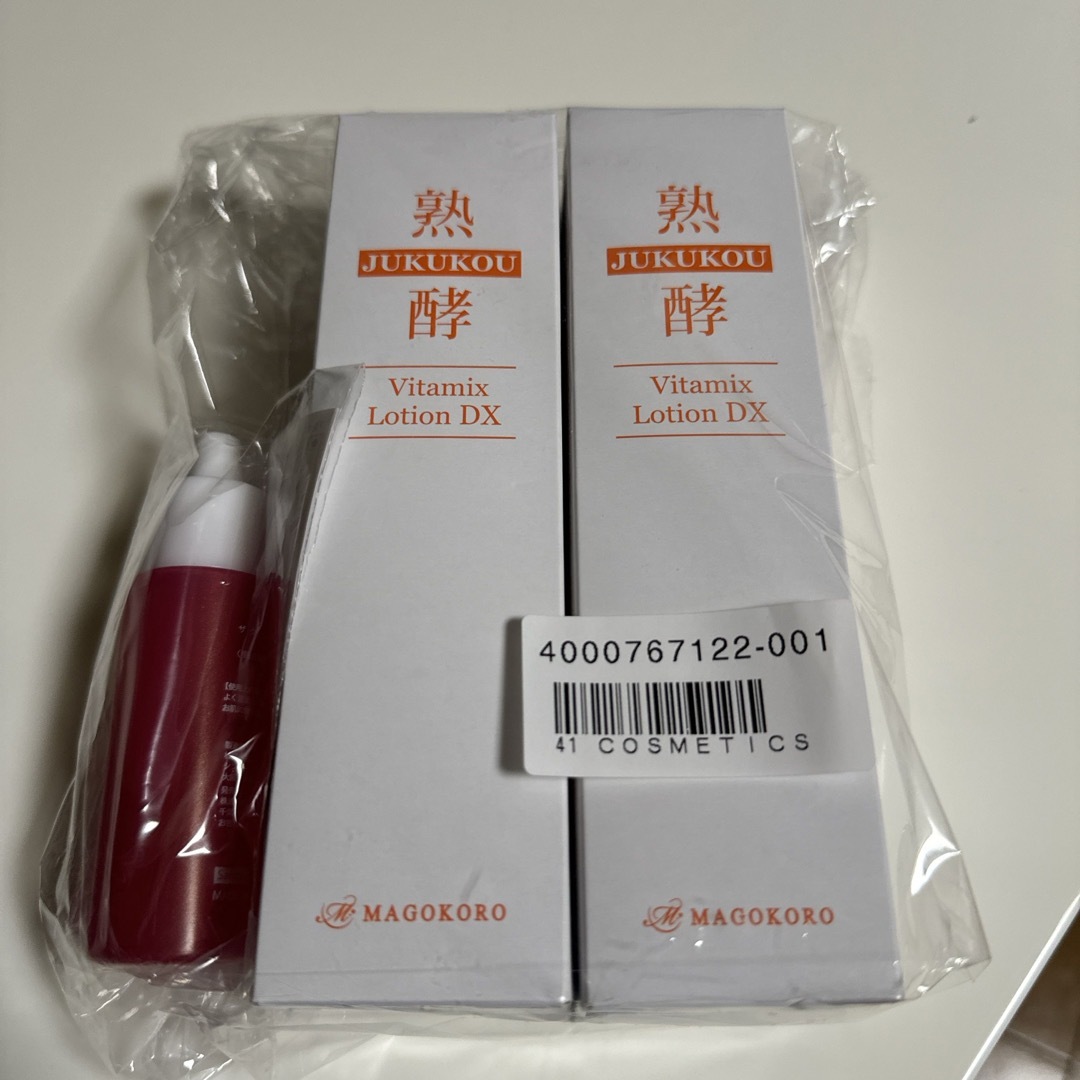 熟
JUKUKOU
酵
Vitamix
Lotion DX
MAGOKORO
熟
JUKUKOU
酵
Vitamix
Lotion DX
4000767122-001
41 COSMETICS
MAGOKORO